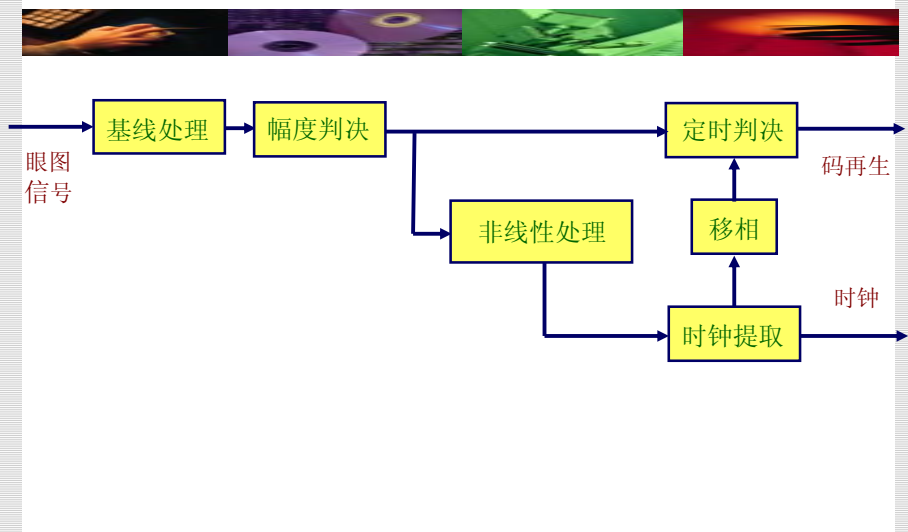 基线处理
幅度判决
定时判决
眼图
信号
码再生
非线性处理
移相
时钟
时钟提取